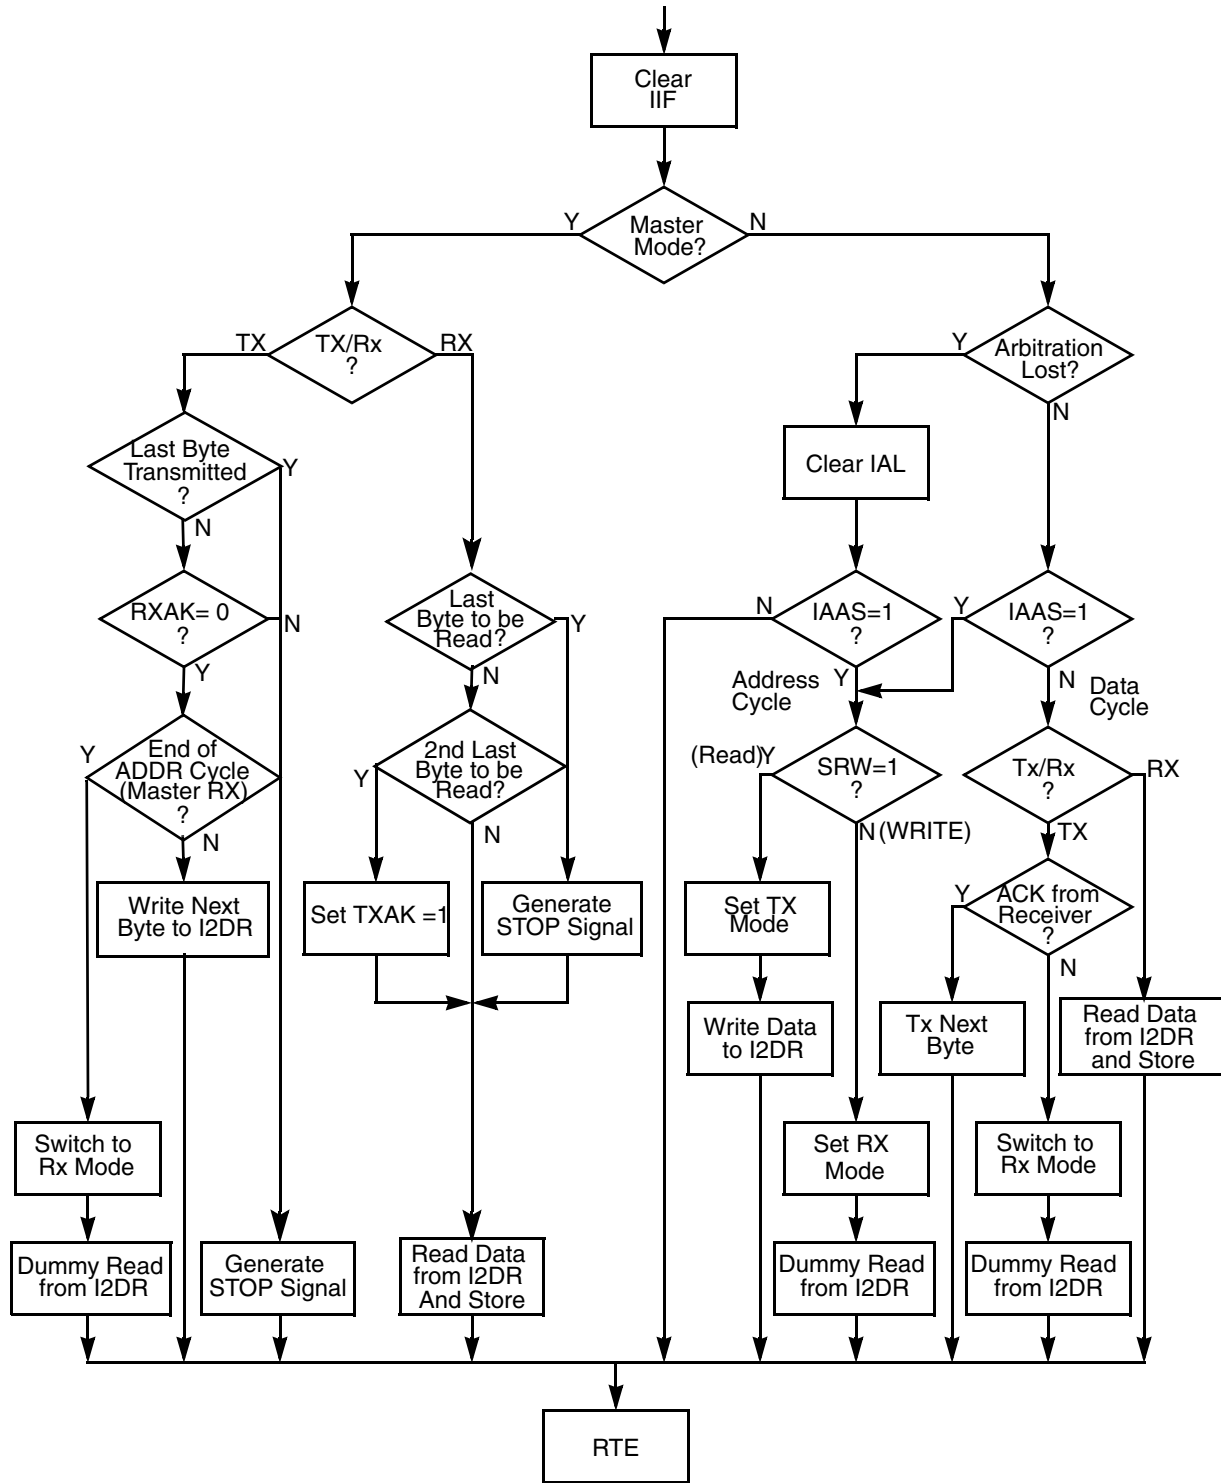 Clear
IIF
Y
Master
Mode?
N
TX
TX/Rx
?
RX
Y
Arbitration
Lost?
N
Last Byte
Transmitted
?
Y
N
Clear IAL
RXAK= 0
?
N
Y
Last
Byte to be
Read?
Y
N
N
IAAS=1
?
Y
Y
IAAS=1
?
N
Address
Cycle
Data
Cycle
Y
End of
ADDR Cycle
(Master RX)
?
N
Y
2nd Last
Byte to be
Read?
N
(Read)Y
SRW=1
?
N (WRITE)
Tx/Rx
?
RX
TX
Write Next
Byte to I2DR
Set TXAK =1
Generate
STOP Signal
Set TX
Mode
Y
ACK from
Receiver
?
N
Write Data
to I2DR
Tx Next
Byte
Read Data
from I2DR
and Store
Switch to
Rx Mode
Set RX
Mode
Switch to
Rx Mode
Dummy Read
from I2DR
Generate
STOP Signal
Read Data
from I2DR
And Store
Dummy Read
from I2DR
Dummy Read
from I2DR
RTE